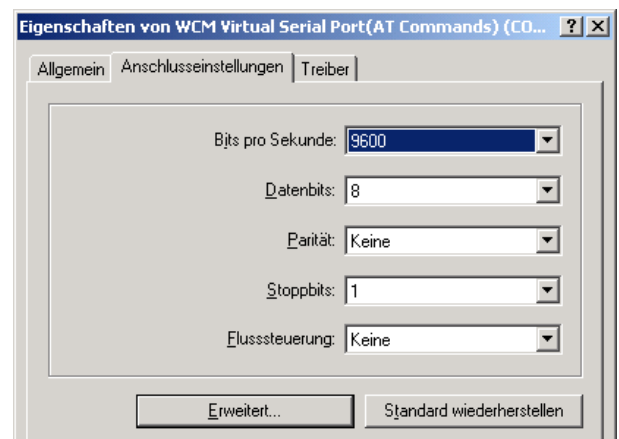 Eigenschaften von WCM Virtual Serial Port(AT Commands) (CO...
Allgemein Anschlusseinstellungen Treiber
Bits pro Sekunde: 9600
Datenbits: 8
Parität: Keine
Stoppbits: 1
Flusssteuerung: Keine
Erweitert... Standard wiederherstellen